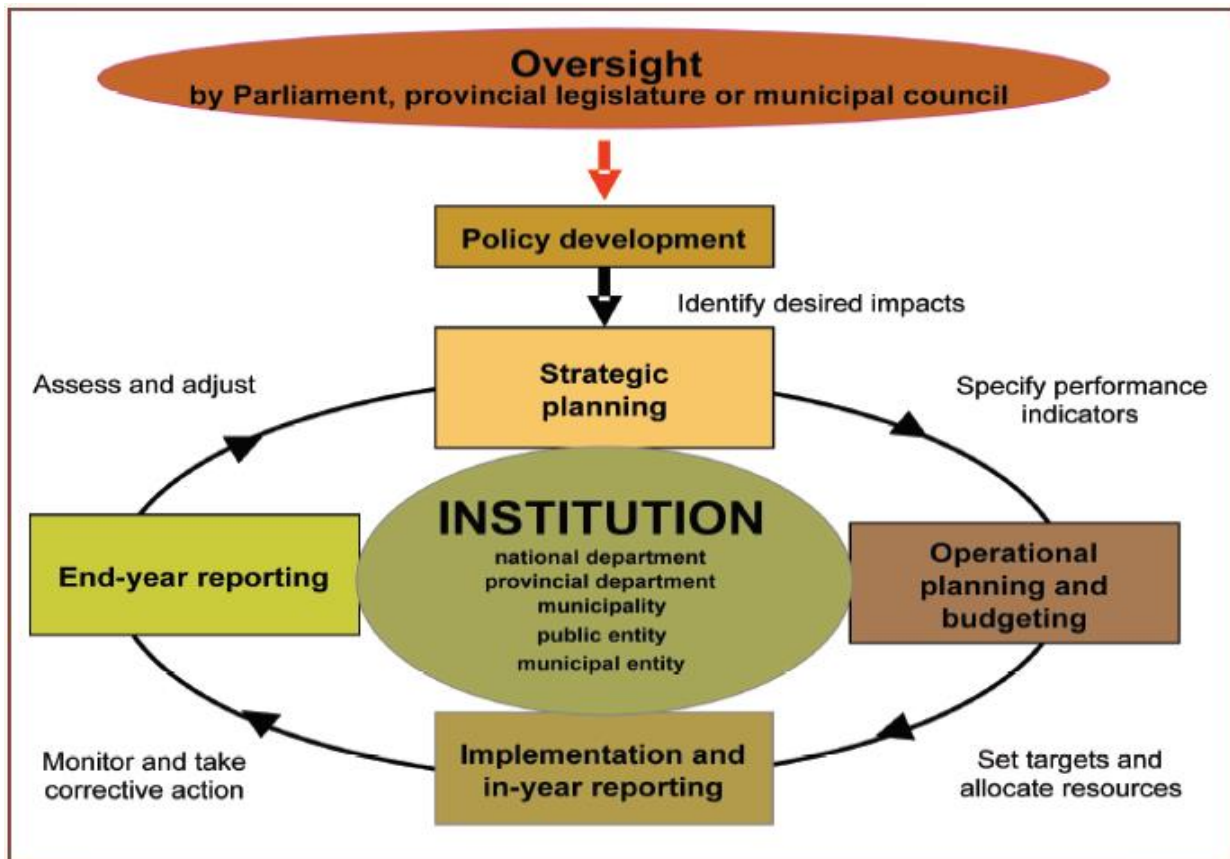 Oversight
by Parliament, provincial legislature or municipal council
Policy development
Identify desired impacts
Strategic
planning
Assess and adjust
Specify performance
indicators
INSTITUTION
national department
provincial department
municipality
public entity
municipal entity
End-year reporting
Operational
planning and
budgeting
Implementation and
in-year reporting
Monitor and take
corrective action
Set targets and
allocate resources